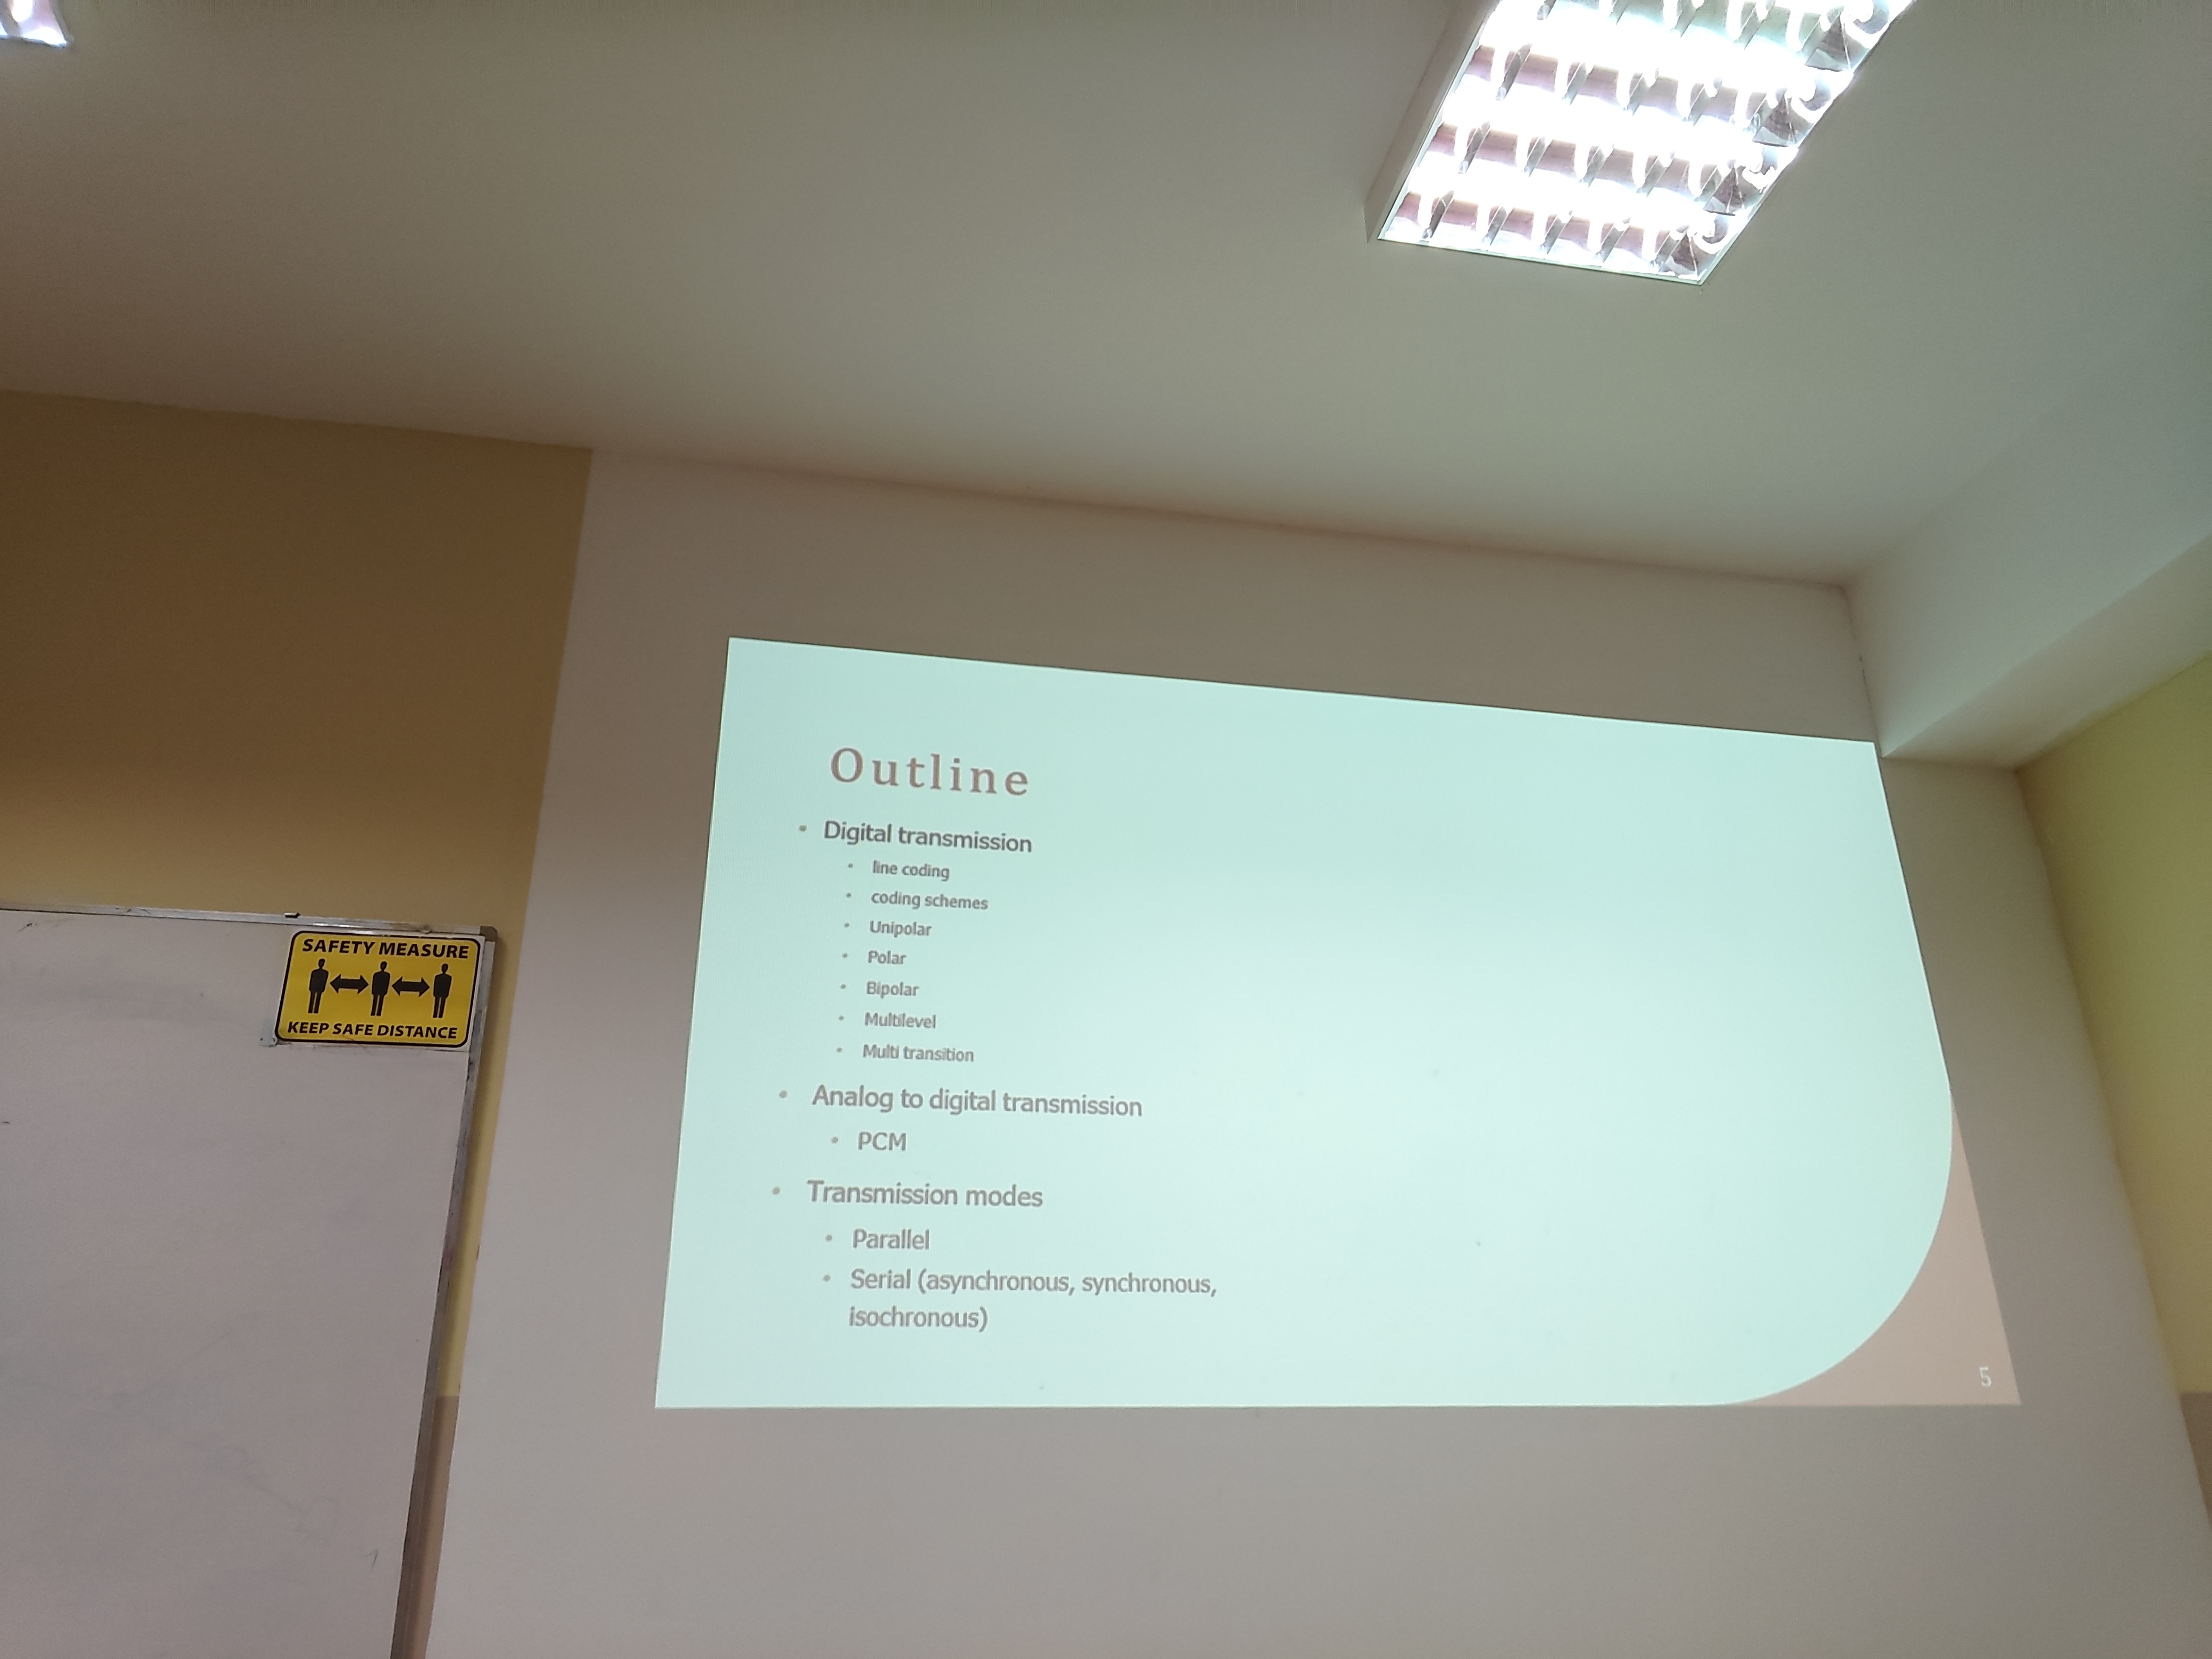 Outline
• Digital transmission
• line coding
• coding schemes
• Unipolar
• Polar
• Bipolar
• Multilevel
• Multi transition
• Analog to digital transmission
• PCM
• Transmission modes
• Parallel
• Serial (asynchronous, synchronous,
isochronous)
5
SAFETY MEASURE
KEEP SAFE DISTANCE